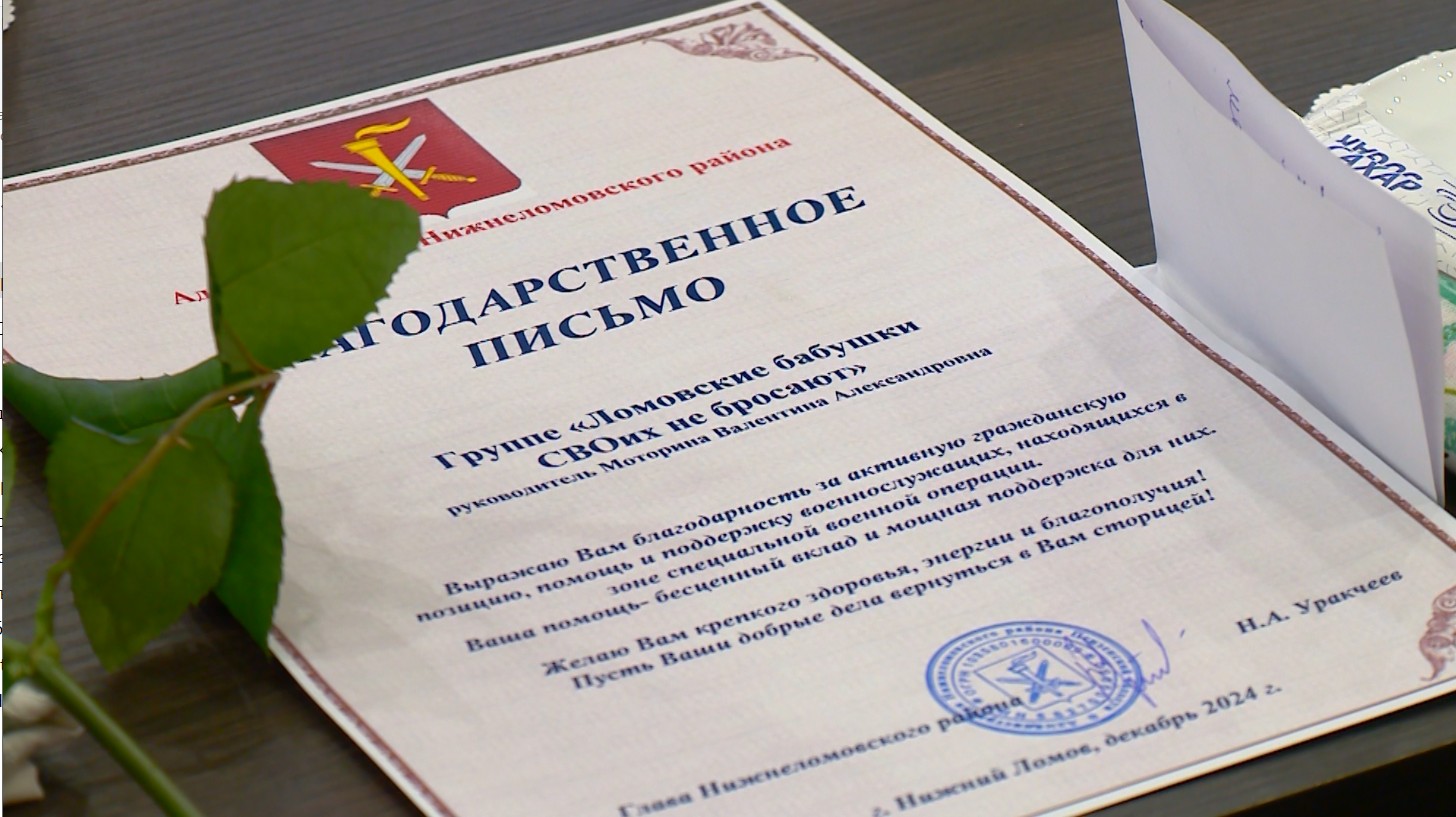 Нижнеломовского района
БЛАГОДАРСТВЕННОЕ
ПИСЬМО
Группе «Ломовские бабушки
СВОих не бросают»
руководитель Моторина Валентина Александровна
Выражаю Вам благодарность за активную гражданскую
позицию, помощь и поддержку военнослужащих, находящихся в
зоне специальной военной операции.
Ваша помощь- бесценный вклад и мощная поддержка для них.
Желаю Вам крепкого здоровья, энергии и благополучия!
Пусть Ваши добрые дела вернуться в Вам сторицей!
Глава Нижнеломовского района
Н.А. Уракчеев
г. Нижний Ломов, декабрь 2024 г.
САХАР